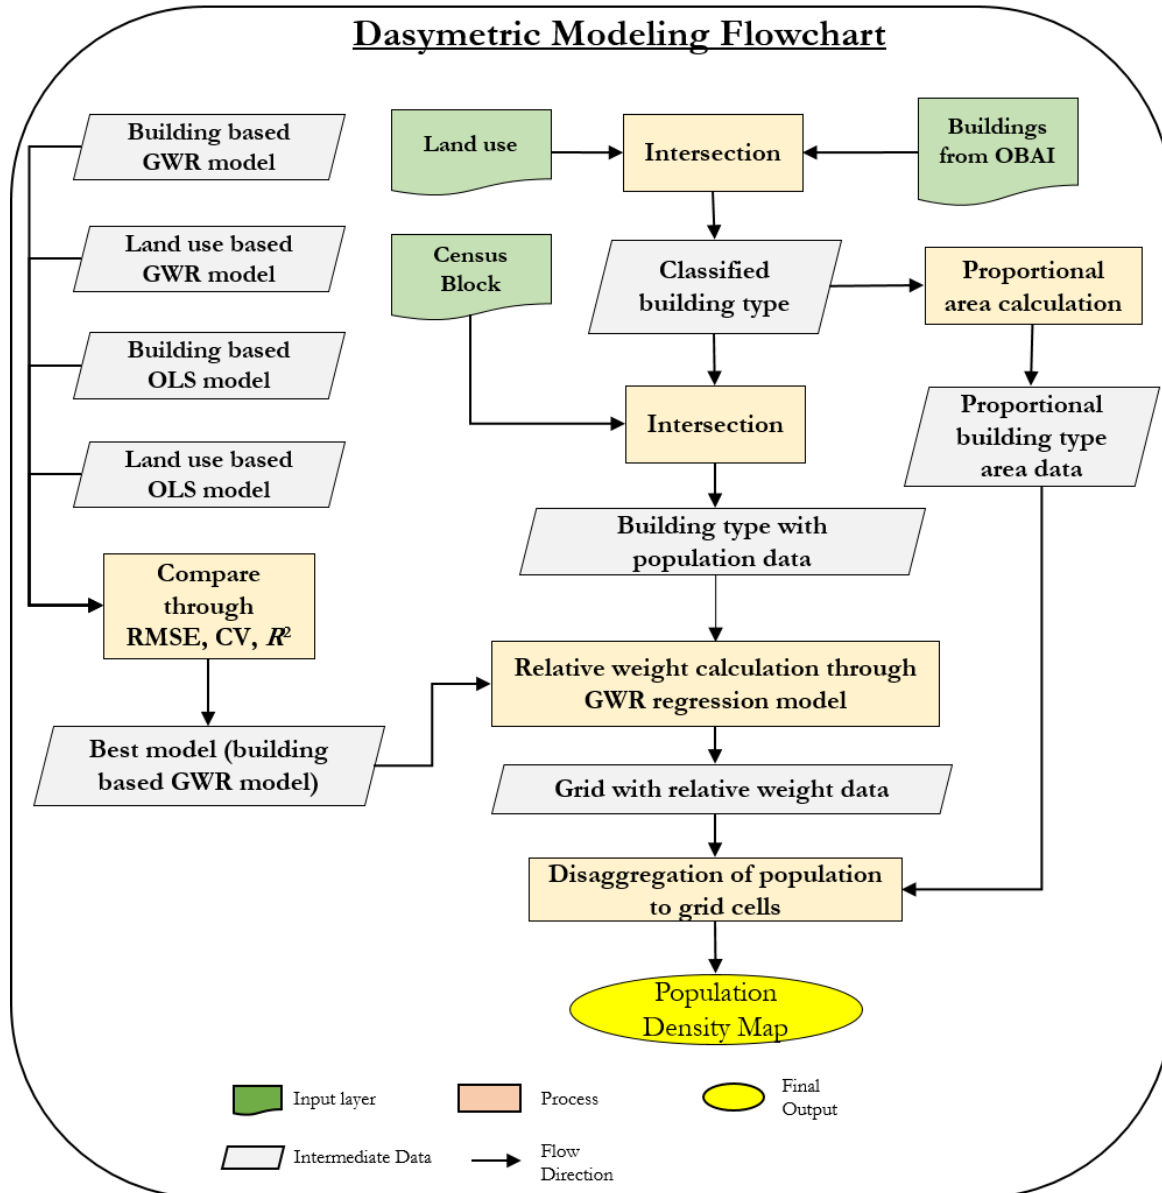 Dasymetric Modeling Flowchart
Building based
GWR model
Land use based
GWR model
Building based
OLS model
Land use based
OLS model
Compare
through
RMSE, CV, R²
Best model (building
based GWR model)
Land use
Intersection
Buildings
from OBAI
Census
Block
Classified
building type
Proportional
area calculation
Intersection
Proportional
building type
area data
Building type with
population data
Relative weight calculation through
GWR regression model
Grid with relative weight data
Disaggregation of population
to grid cells
Population
Density Map
Input layer
Process
Final
Output
Intermediate Data
Flow
Direction